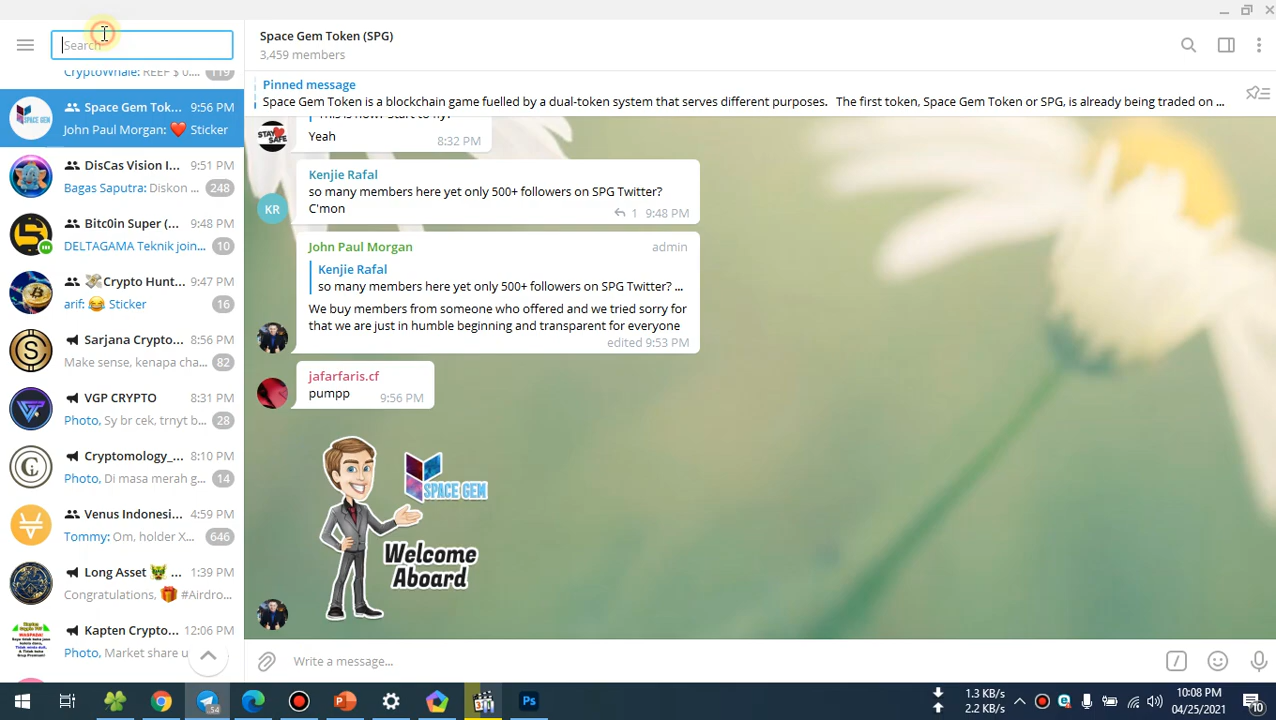 Search
CryptoWhale: REEF $ 0.... 119
Space Gem Tok... 9:56 PM
John Paul Morgan: ❤️ Sticker
DisCas Vision I... 9:51 PM
Bagas Saputra: Diskon ... 248
Bitc0in Super (... 9:48 PM
DELTAGAMA Teknik join... 10
💸Crypto Hunt... 9:47 PM
arif: 😂 Sticker 16
Sarjana Crypto... 8:56 PM
Make sense, kenapa cha... 82
VGP CRYPTO 8:31 PM
Photo, Sy br cek, trnyt b... 28
Cryptomology_... 8:10 PM
Photo, Di masa merah g... 14
Venus Indonesi... 4:59 PM
Tommy: Om, holder X... 646
Long Asset 🐯 ... 1:39 PM
Congratulations, 🎁 #Airdro...
Kapten Crypto... 12:06 PM
Photo, Market share u
Space Gem Token (SPG)
3,459 members
Pinned message
Space Gem Token is a blockchain game fuelled by a dual-token system that serves different purposes. The first token, Space Gem Token or SPG, is already being traded on ...
STAY SAFE
Yeah
8:32 PM
Kenjie Rafal
so many members here yet only 500+ followers on SPG Twitter?
C'mon
KR
1 9:48 PM
John Paul Morgan admin
Kenjie Rafal
so many members here yet only 500+ followers on SPG Twitter? ...
We buy members from someone who offered and we tried sorry for
that we are just in humble beginning and transparent for everyone
edited 9:53 PM
jafarfaris.cf
pumpp
9:56 PM
SPACE GEM
Welcome
Aboard
Write a message...
54
Ps
1.3 KB/s
2.2 KB/s
10:08 PM
04/25/2021
10